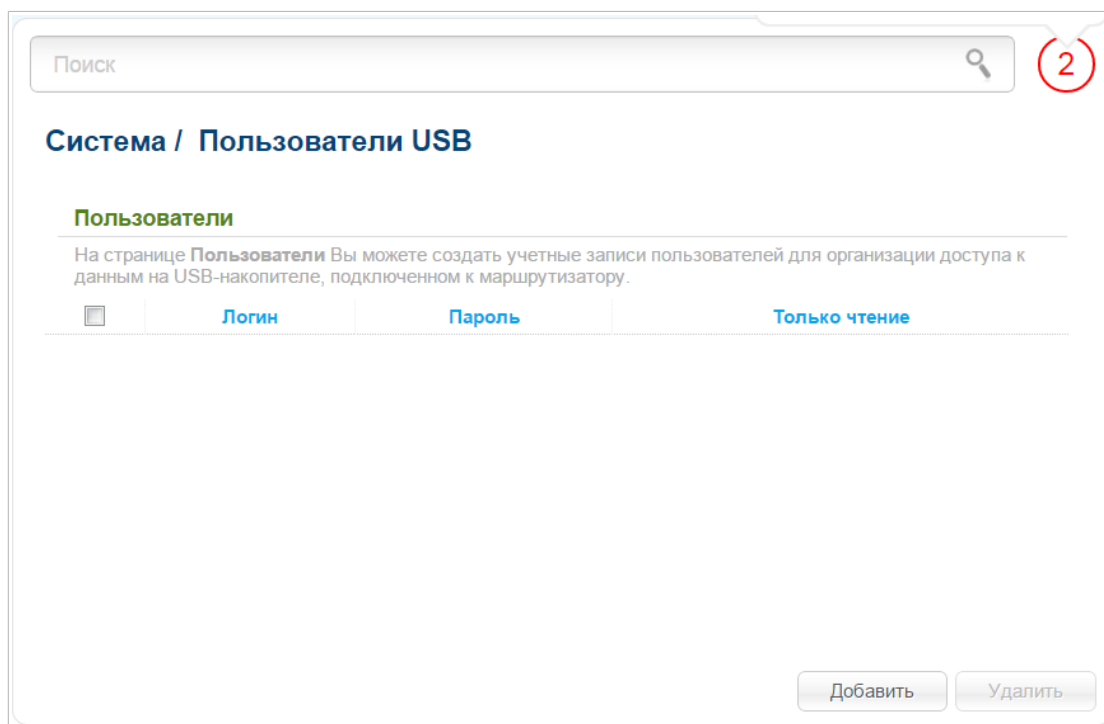 Поиск
2
Система / Пользователи USB
Пользователи
На странице Пользователи Вы можете создать учетные записи пользователей для организации доступа к
данным на USB-накопителе, подключенном к маршрутизатору.
Логин Пароль Только чтение
Добавить Удалить